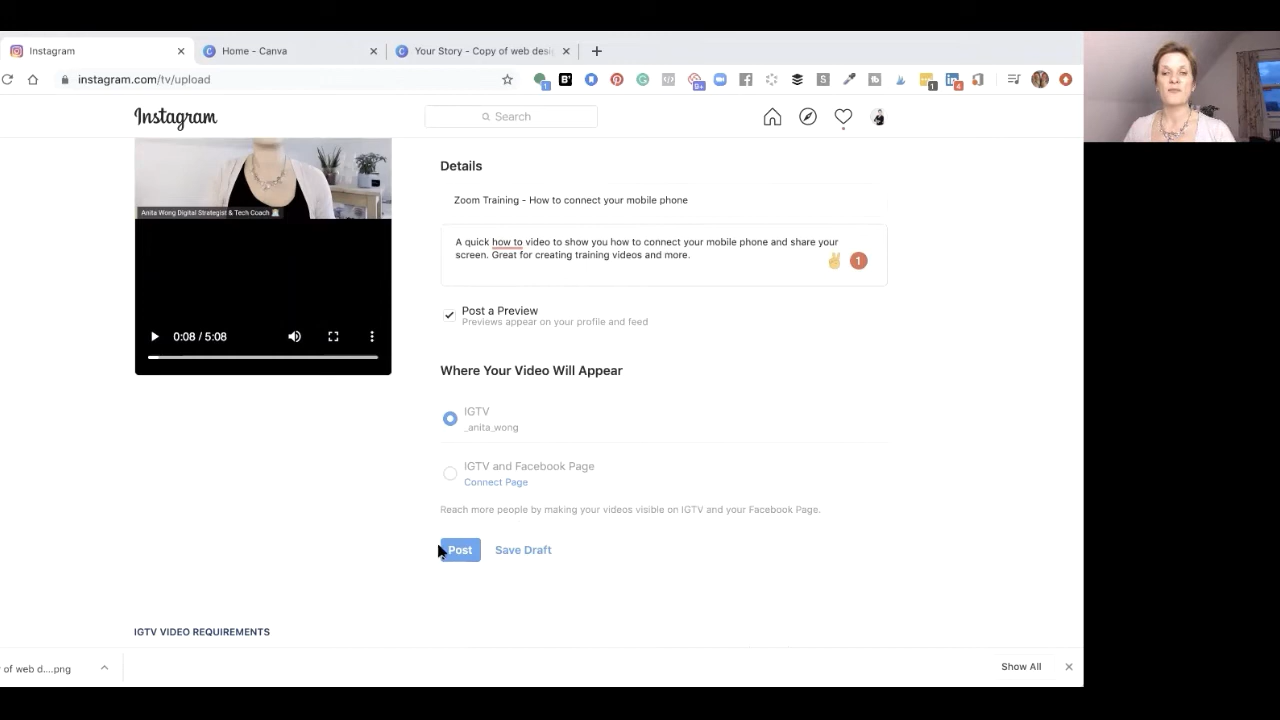 Instagram
Home - Canva
Your Story - Copy of web desi
instagram.com/tv/upload
1
B!
9+
S
1
4
Instagram
Search
Details
Zoom Training - How to connect your mobile phone
Anita Wong Digital Strategist & Tech Coach
A quick how to video to show you how to connect your mobile phone and share your
screen. Great for creating training videos and more.
1
Post a Preview
Previews appear on your profile and feed
0:08 / 5:08
Where Your Video Will Appear
IGTV
_anita_wong
IGTV and Facebook Page
Connect Page
Reach more people by making your videos visible on IGTV and your Facebook Page.
Post
Save Draft
IGTV VIDEO REQUIREMENTS
of web d....png
Show All